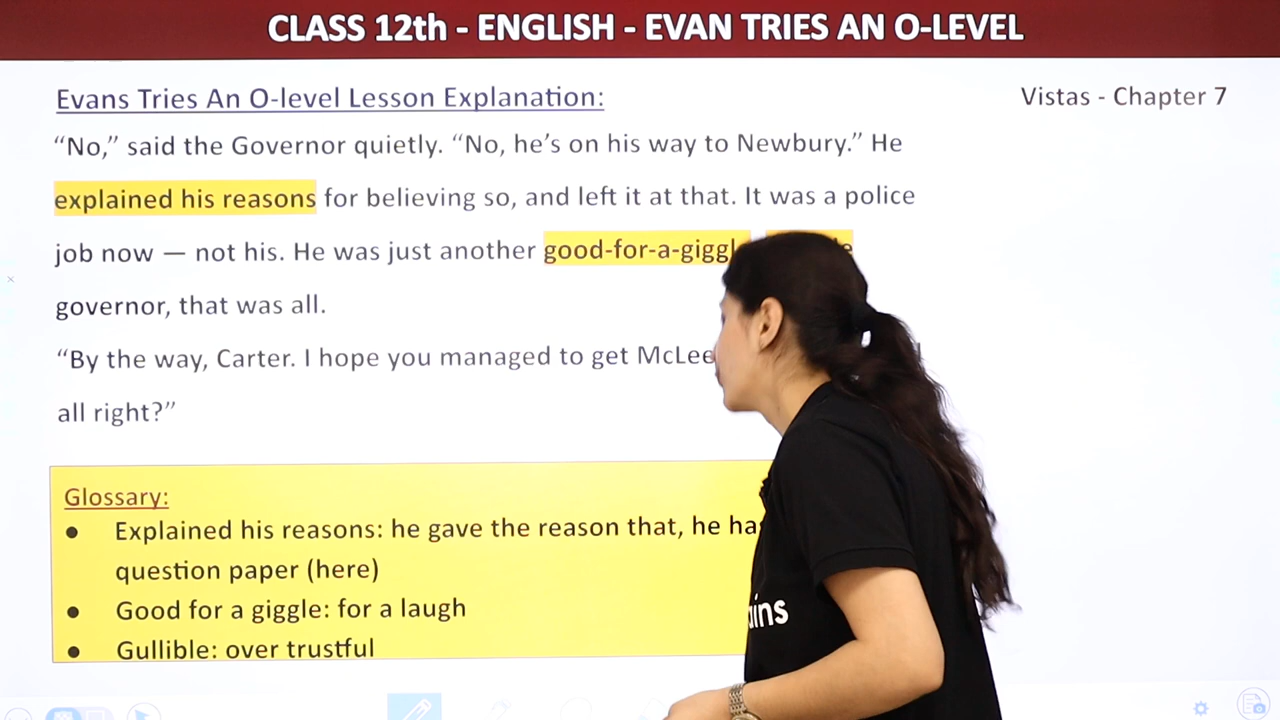 CLASS 12th - ENGLISH - EVAN TRIES AN O-LEVEL
Evans Tries An O-level Lesson Explanation:
Vistas - Chapter 7
“No,” said the Governor quietly. “No, he’s on his way to Newbury.” He
explained his reasons for believing so, and left it at that. It was a police
job now — not his. He was just another good-for-a-giggle
governor, that was all.
“By the way, Carter. I hope you managed to get McLee
all right?”
Glossary:
● Explained his reasons: he gave the reason that, he has
question paper (here)
● Good for a giggle: for a laugh
● Gullible: over trustful